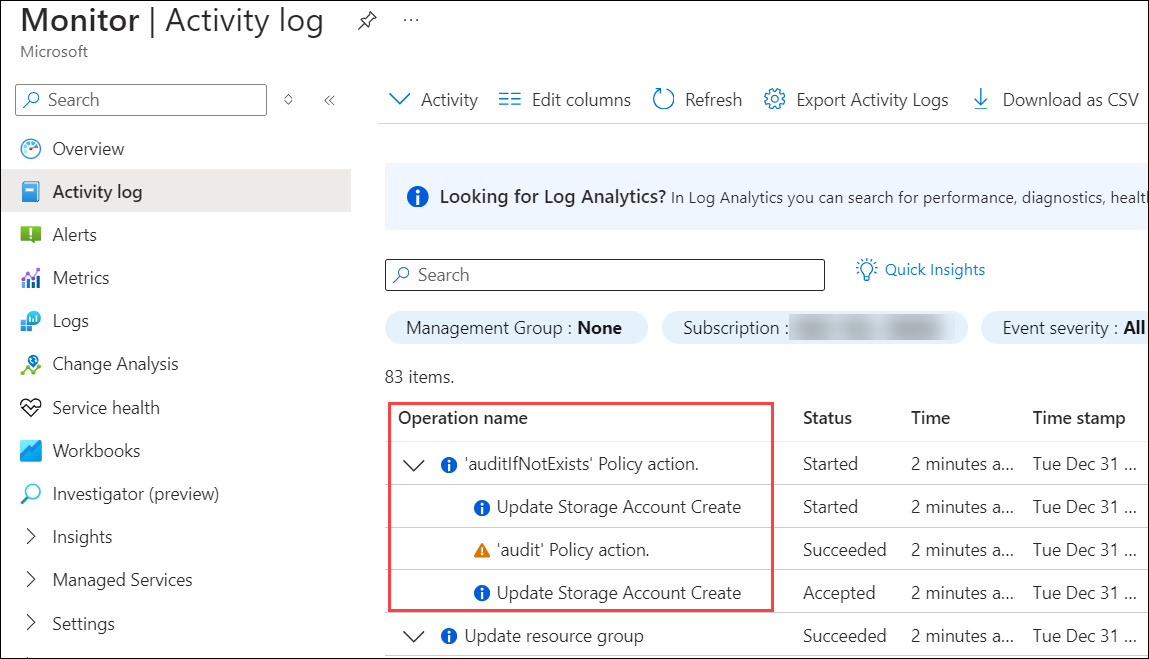 Monitor | Activity log
Microsoft
Search
Activity Edit columns Refresh Export Activity Logs Download as CSV
Overview
Activity log
Alerts
Metrics
Logs
Change Analysis
Service health
Workbooks
Investigator (preview)
Insights
Managed Services
Settings
Looking for Log Analytics? In Log Analytics you can search for performance, diagnostics, healt
Search
Quick Insights
Management Group : None Subscription : Event severity : All
83 items.
Operation name Status Time Time stamp
'auditIfNotExists' Policy action. Started 2 minutes a... Tue Dec 31 ...
Update Storage Account Create Started 2 minutes a... Tue Dec 31 ...
'audit' Policy action. Succeeded 2 minutes a... Tue Dec 31 ...
Update Storage Account Create Accepted 2 minutes a... Tue Dec 31 ...
Update resource group Succeeded 2 minutes a... Tue Dec 31 ...